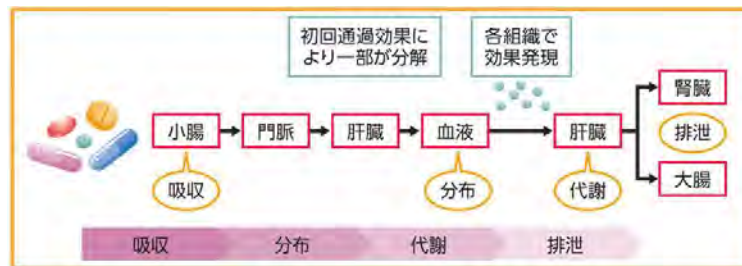 初回通過効果に
より一部が分解
各組織で
効果発現
小腸
門脈
肝臓
血液
肝臓
腎臓
排泄
大腸
吸収
分布
代謝
吸収
分布
代謝
排泄